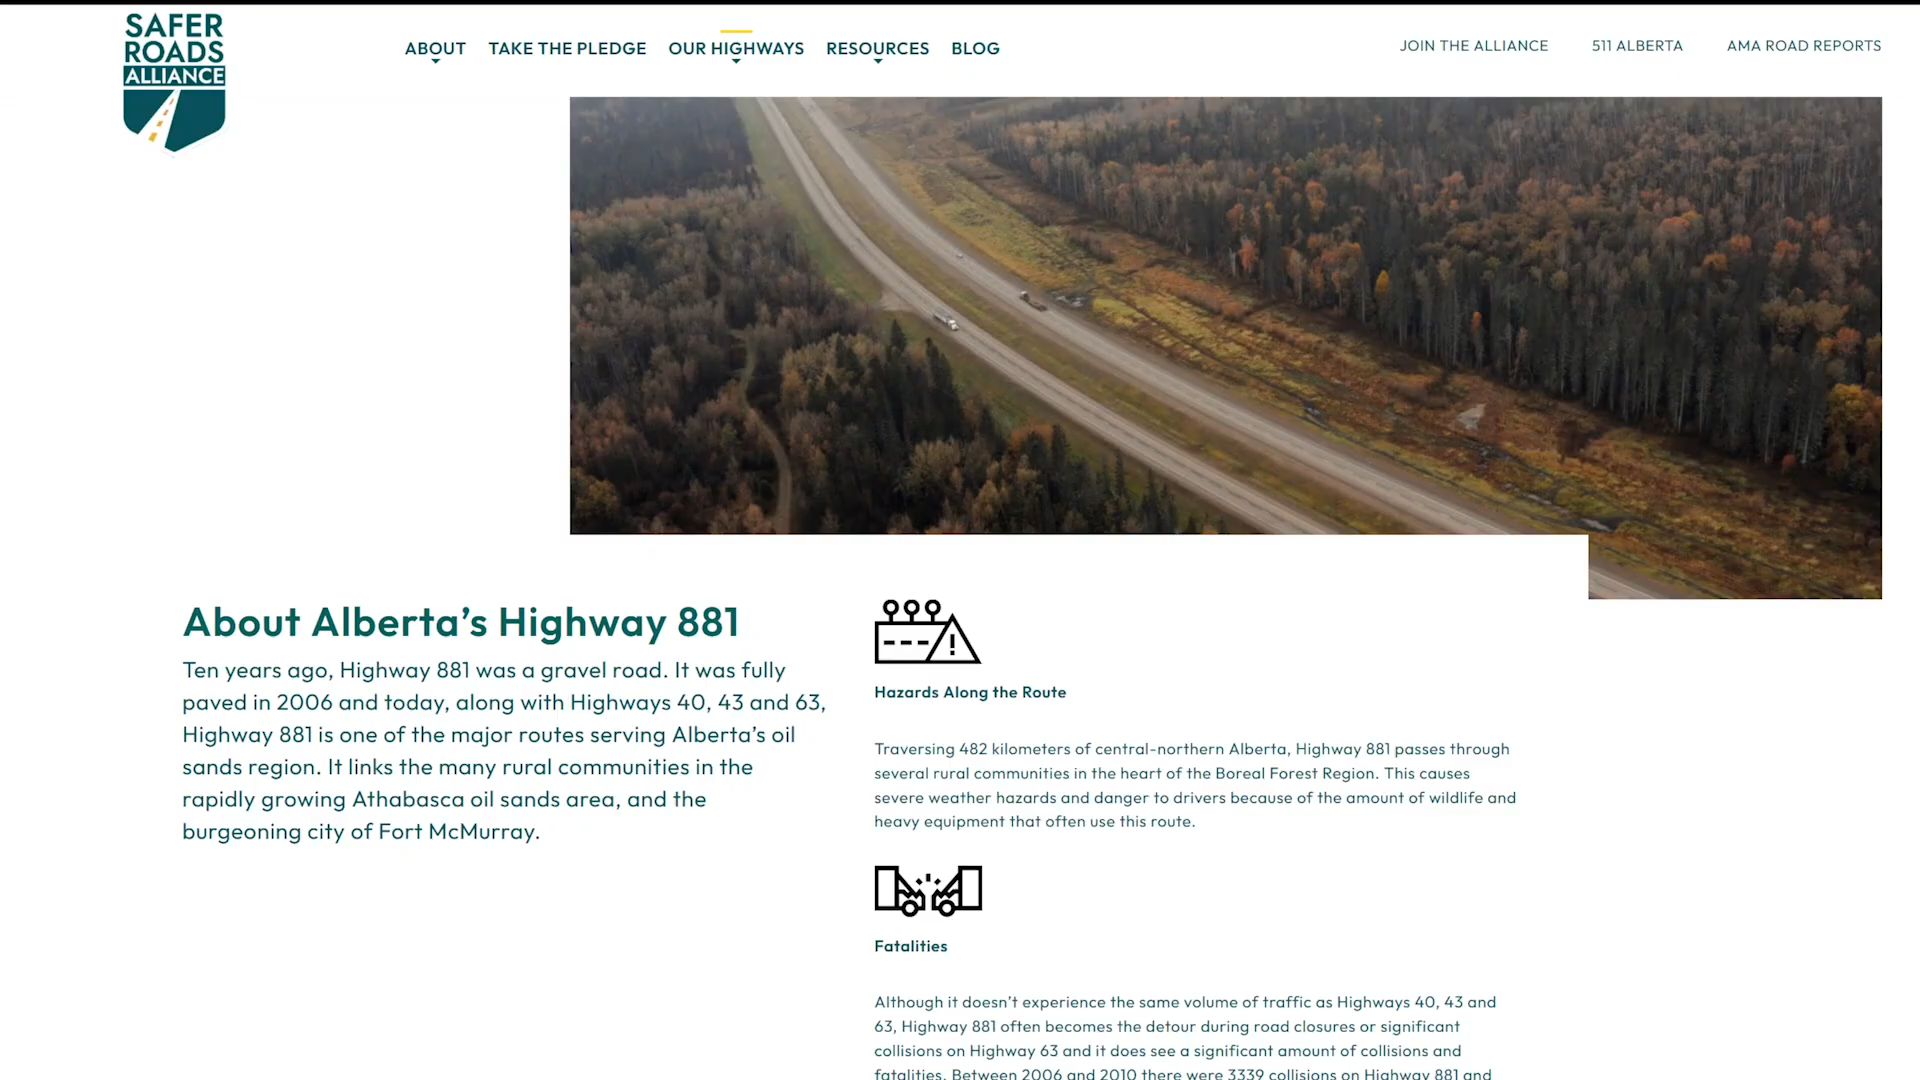 SAFER
ROADS
ALLIANCE
ABOUT TAKE THE PLEDGE OUR HIGHWAYS RESOURCES BLOG
JOIN THE ALLIANCE 511 ALBERTA AMA ROAD REPORTS
About Alberta’s Highway 881
Ten years ago, Highway 881 was a gravel road. It was fully
paved in 2006 and today, along with Highways 40, 43 and 63,
Highway 881 is one of the major routes serving Alberta’s oil
sands region. It links the many rural communities in the
rapidly growing Athabasca oil sands area, and the
burgeoning city of Fort McMurray.
Hazards Along the Route
Traversing 482 kilometers of central-northern Alberta, Highway 881 passes through
several rural communities in the heart of the Boreal Forest Region. This causes
severe weather hazards and danger to drivers because of the amount of wildlife and
heavy equipment that often use this route.
Fatalities
Although it doesn’t experience the same volume of traffic as Highways 40, 43 and
63, Highway 881 often becomes the detour during road closures or significant
collisions on Highway 63 and it does see a significant amount of collisions and
fatalities. Between 2006 and 2010 there were 3339 collisions on Highway 881 and